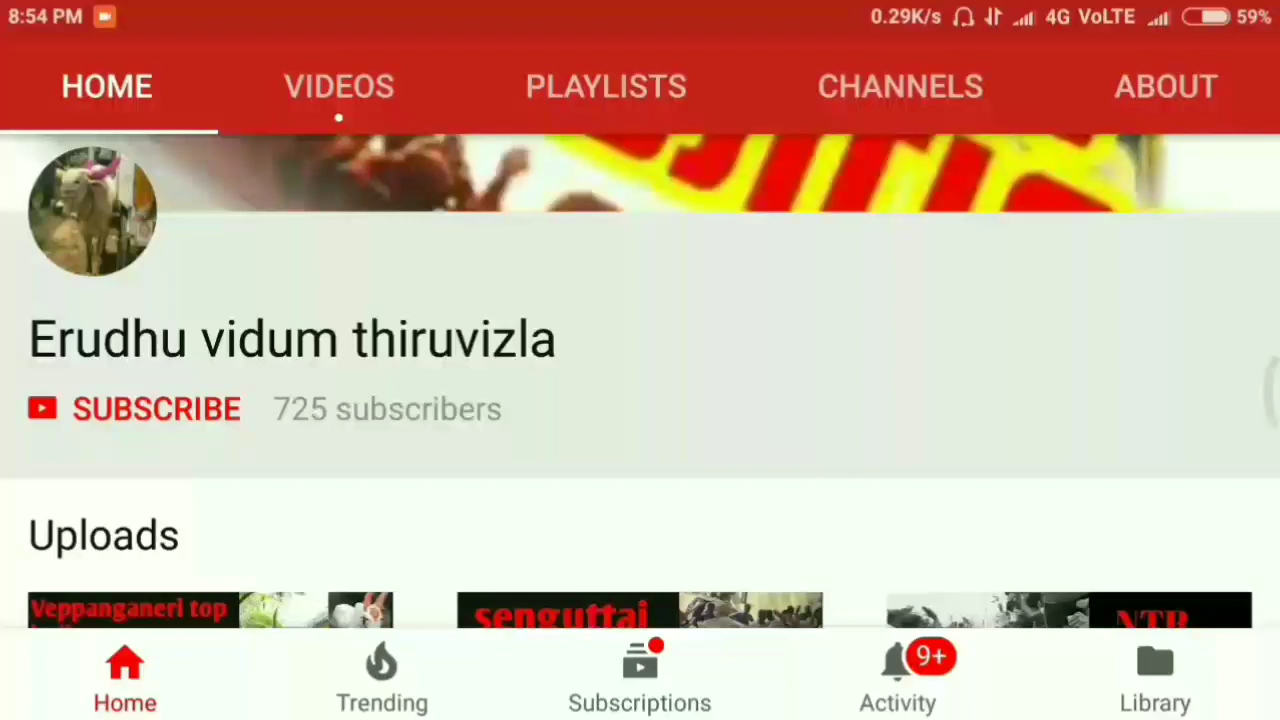 8:54 PM 0.29K/s 4G VoLTE 59%
HOME VIDEOS PLAYLISTS CHANNELS ABOUT
Erudhu vidum thiruvizla
SUBSCRIBE 725 subscribers
Uploads
Veppanganeri top
senguttai
NTR
9+
Home Trending Subscriptions Activity Library